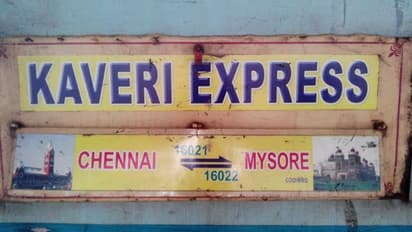 KAVERI EXPRESS
16021
CHENNAI MYSORE
16022